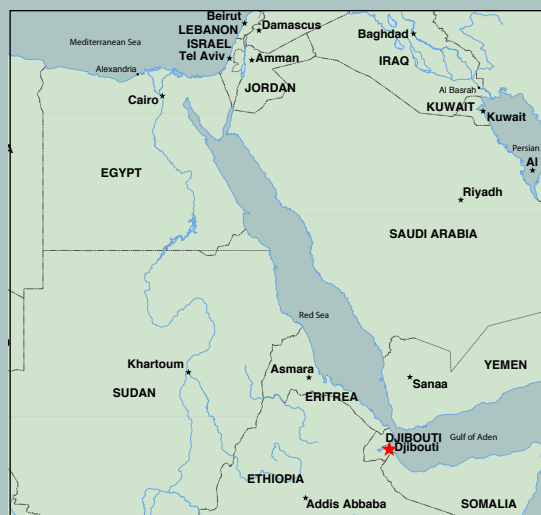 Beirut
Mediterranean Sea
LEBANON
Damascus
Baghdad
ISRAEL
Tel Aviv
Amman
IRAQ
Alexandria
JORDAN
Al Basrah
Cairo
KUWAIT
Kuwait
Persian
Al
EGYPT
Riyadh
SAUDI ARABIA
Red Sea
Khartoum
Asmara
YEMEN
Sanaa
SUDAN
ERITREA
DJIBOUTI
Gulf of Aden
Djibouti
ETHIOPIA
Addis Abbaba
SOMALIA